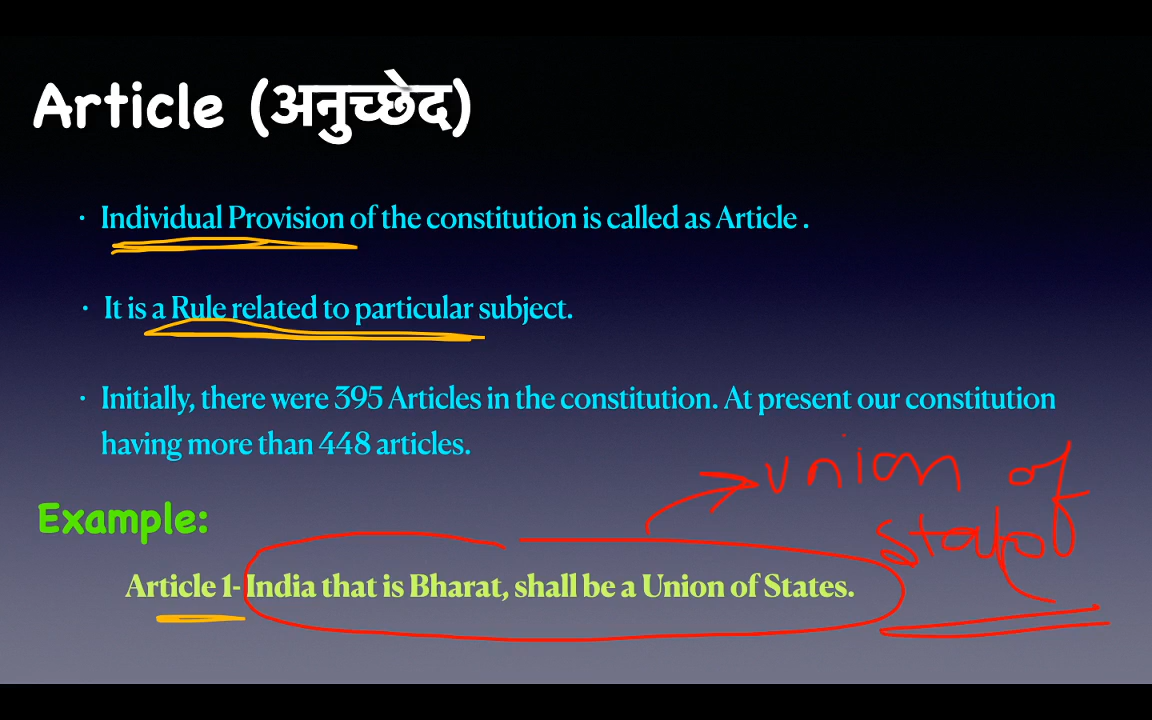 Article (अनुच्छेद)
· Individual Provision of the constitution is called as Article .
· It is a Rule related to particular subject.
· Initially, there were 395 Articles in the constitution. At present our constitution
having more than 448 articles.
union of
Example:
Article 1- India that is Bharat, shall be a Union of States.